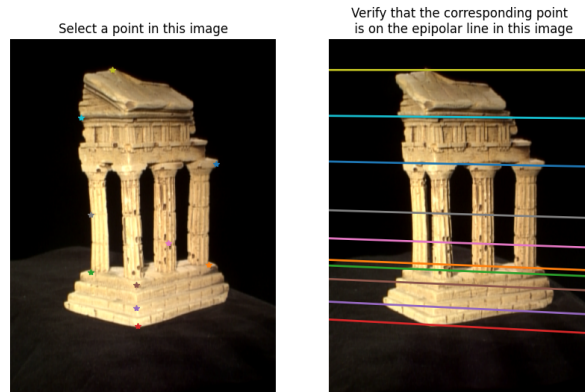 Select a point in this image
Verify that the corresponding point
is on the epipolar line in this image